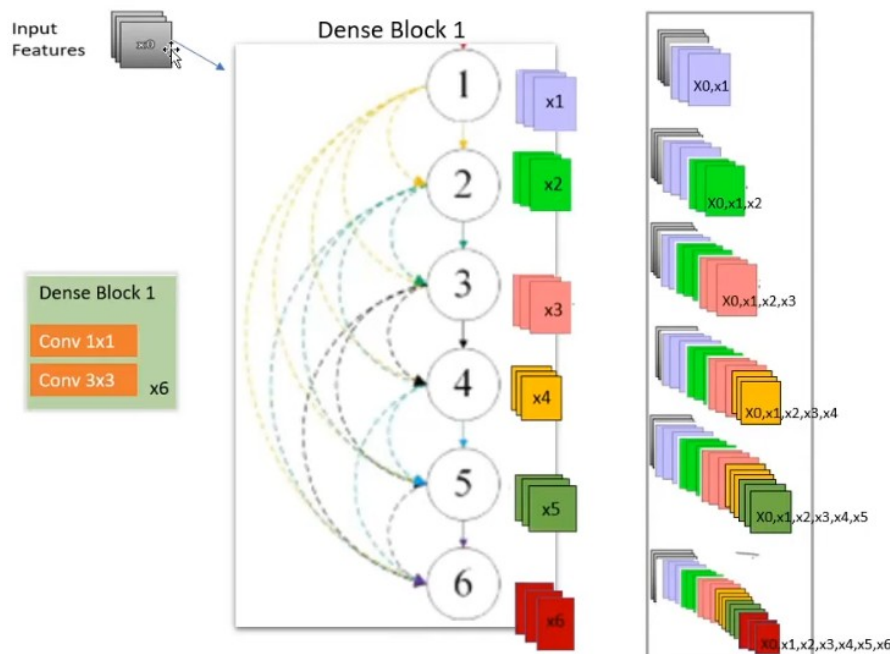 Input
Features
x0
Dense Block 1
1
x1
X0,x1
2
x2
X0,x1,x2
3
x3
X0,x1,x2,x3
Dense Block 1
Conv 1x1
Conv 3x3
x6
4
x4
X0,x1,x2,x3,x4
5
x5
X0,x1,x2,x3,x4,x5
6
x6
X0,x1,x2,x3,x4,x5,x6